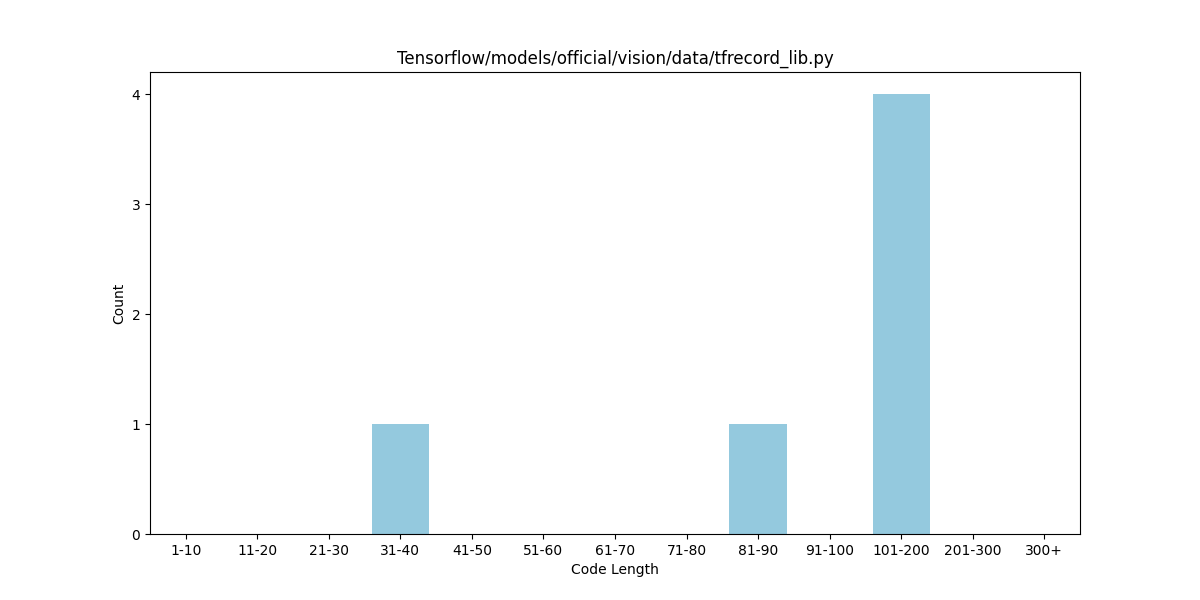 Tensorflow/models/official/vision/data/tfrecord_lib.py
4
3
2
1
0
Count
1-10 11-20 21-30 31-40 41-50 51-60 61-70 71-80 81-90 91-100 101-200 201-300 300+
Code Length